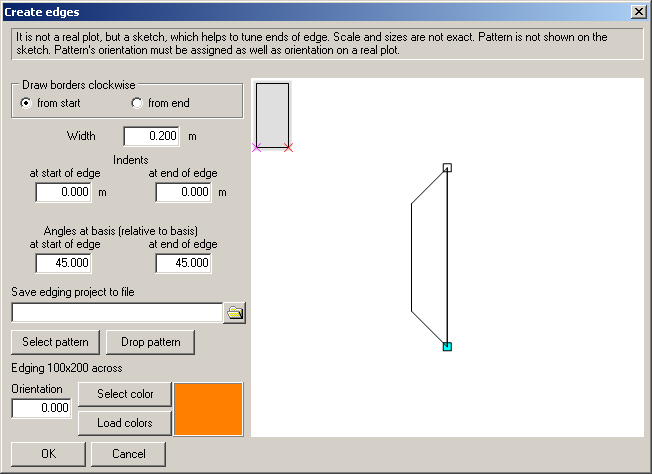 Create edges
It is not a real plot, but a sketch, which helps to tune ends of edge. Scale and sizes are not exact. Pattern is not shown on the
sketch. Pattern's orientation must be assigned as well as orientation on a real plot.
Draw borders clockwise
from start from end
Width 0.200 m
Indents
at start of edge at end of edge
0.000 m 0.000 m
Angles at basis (relative to basis)
at start of edge at end of edge
45.000 45.000
Save edging project to file
Select pattern Drop pattern
Edging 100x200 across
Orientation Select color
0.000
Load colors
OK Cancel